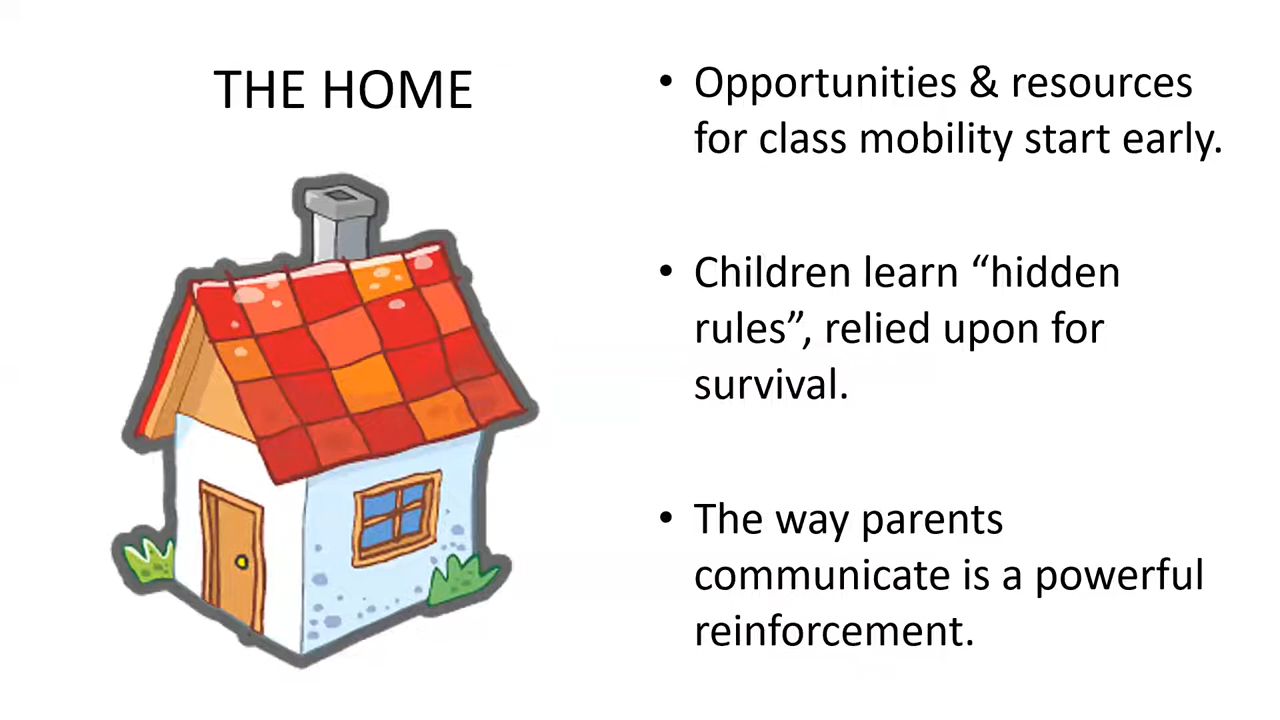 THE HOME
• Opportunities & resources
for class mobility start early.
• Children learn “hidden
rules”, relied upon for
survival.
• The way parents
communicate is a powerful
reinforcement.